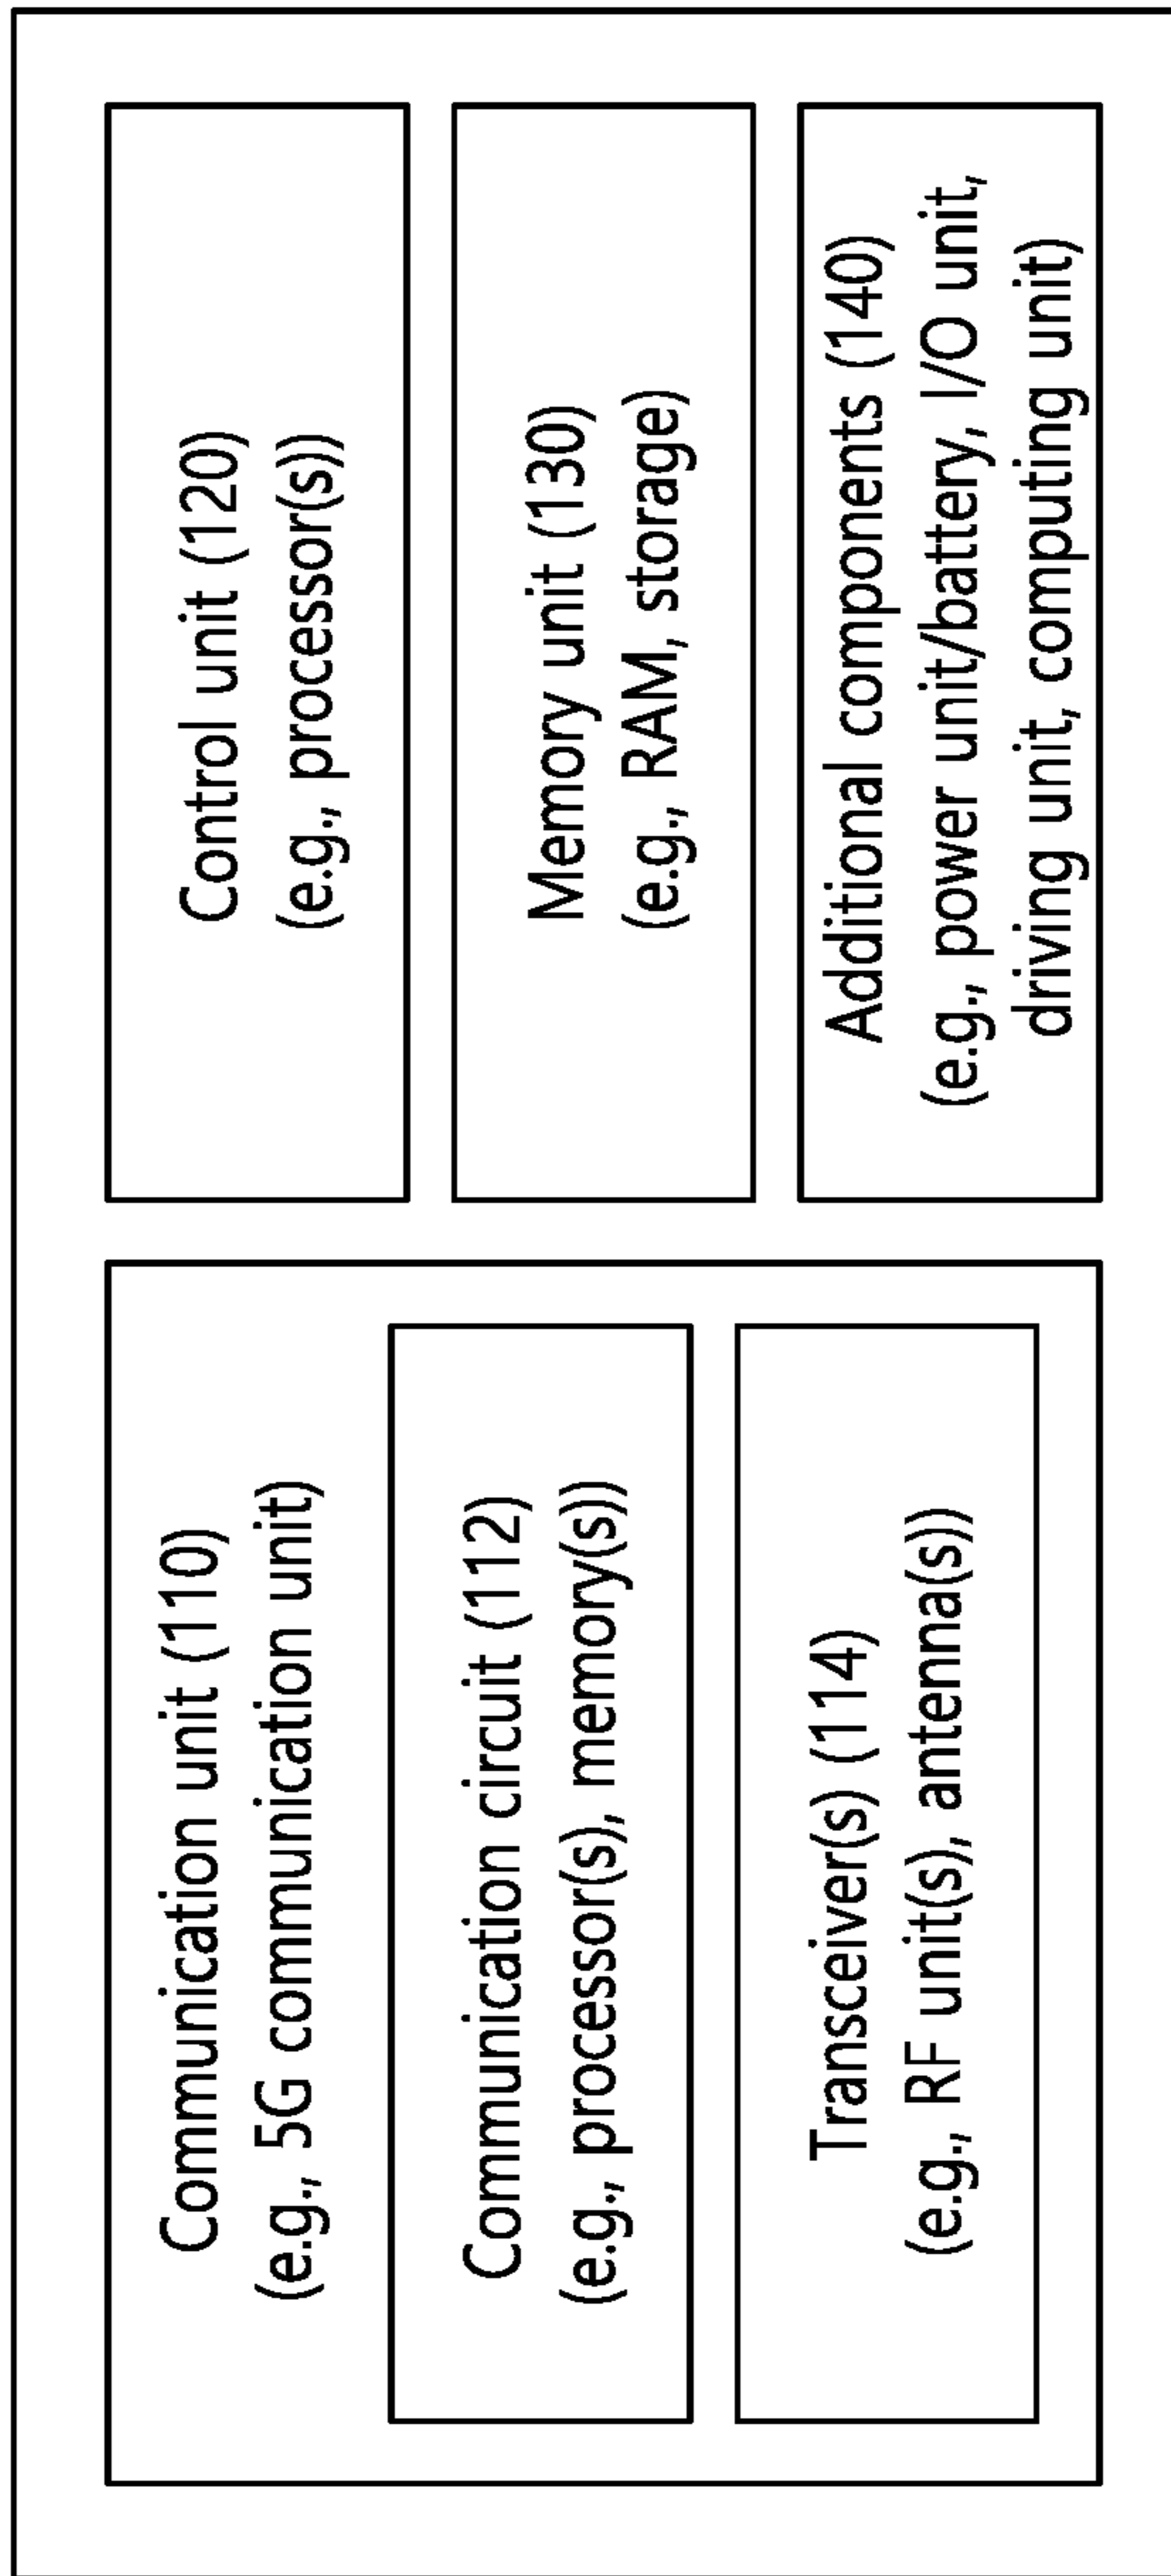 Communication unit (110)
(e.g., 5G communication unit)
Communication circuit (112)
(e.g., processor(s), memory(s))
Transceiver(s) (114)
(e.g., RF unit(s), antenna(s))
Control unit (120)
(e.g., processor(s))
Memory unit (130)
(e.g., RAM, storage)
Additional components (140)
(e.g., power unit/battery, I/O unit,
driving unit, computing unit)